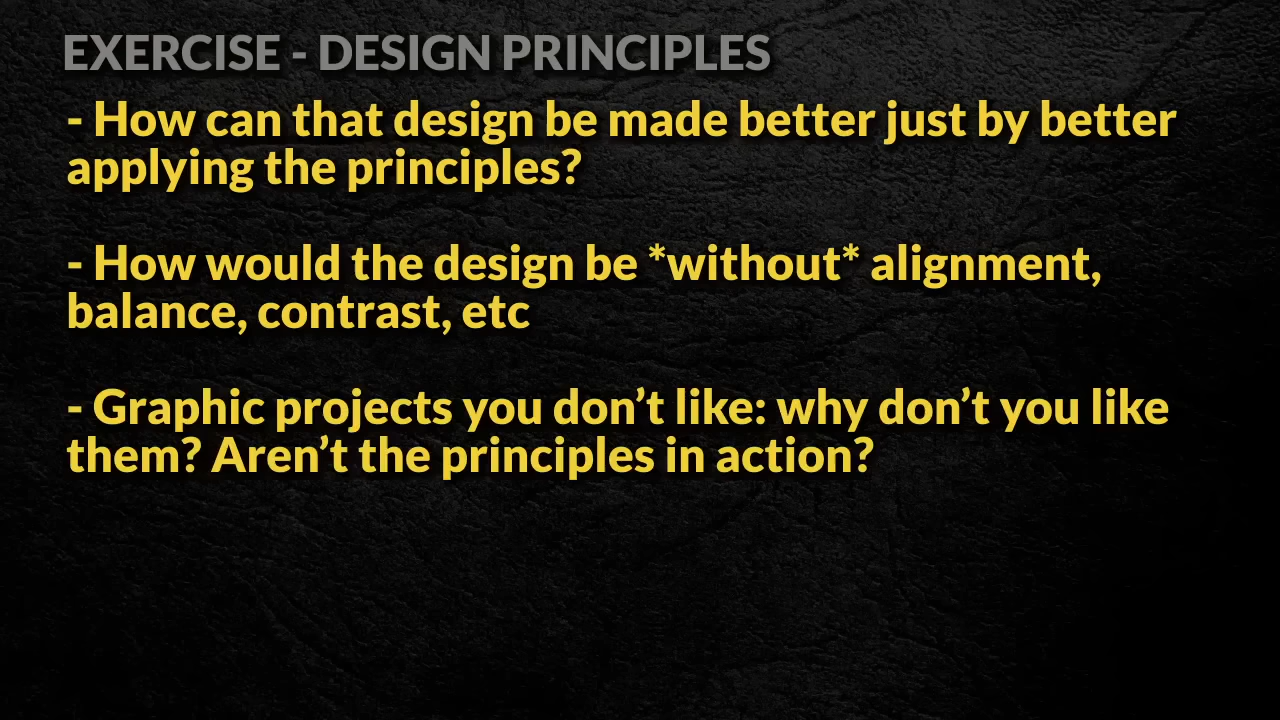 EXERCISE - DESIGN PRINCIPLES
- How can that design be made better just by better
applying the principles?
- How would the design be *without* alignment,
balance, contrast, etc
- Graphic projects you don’t like: why don’t you like
them? Aren’t the principles in action?